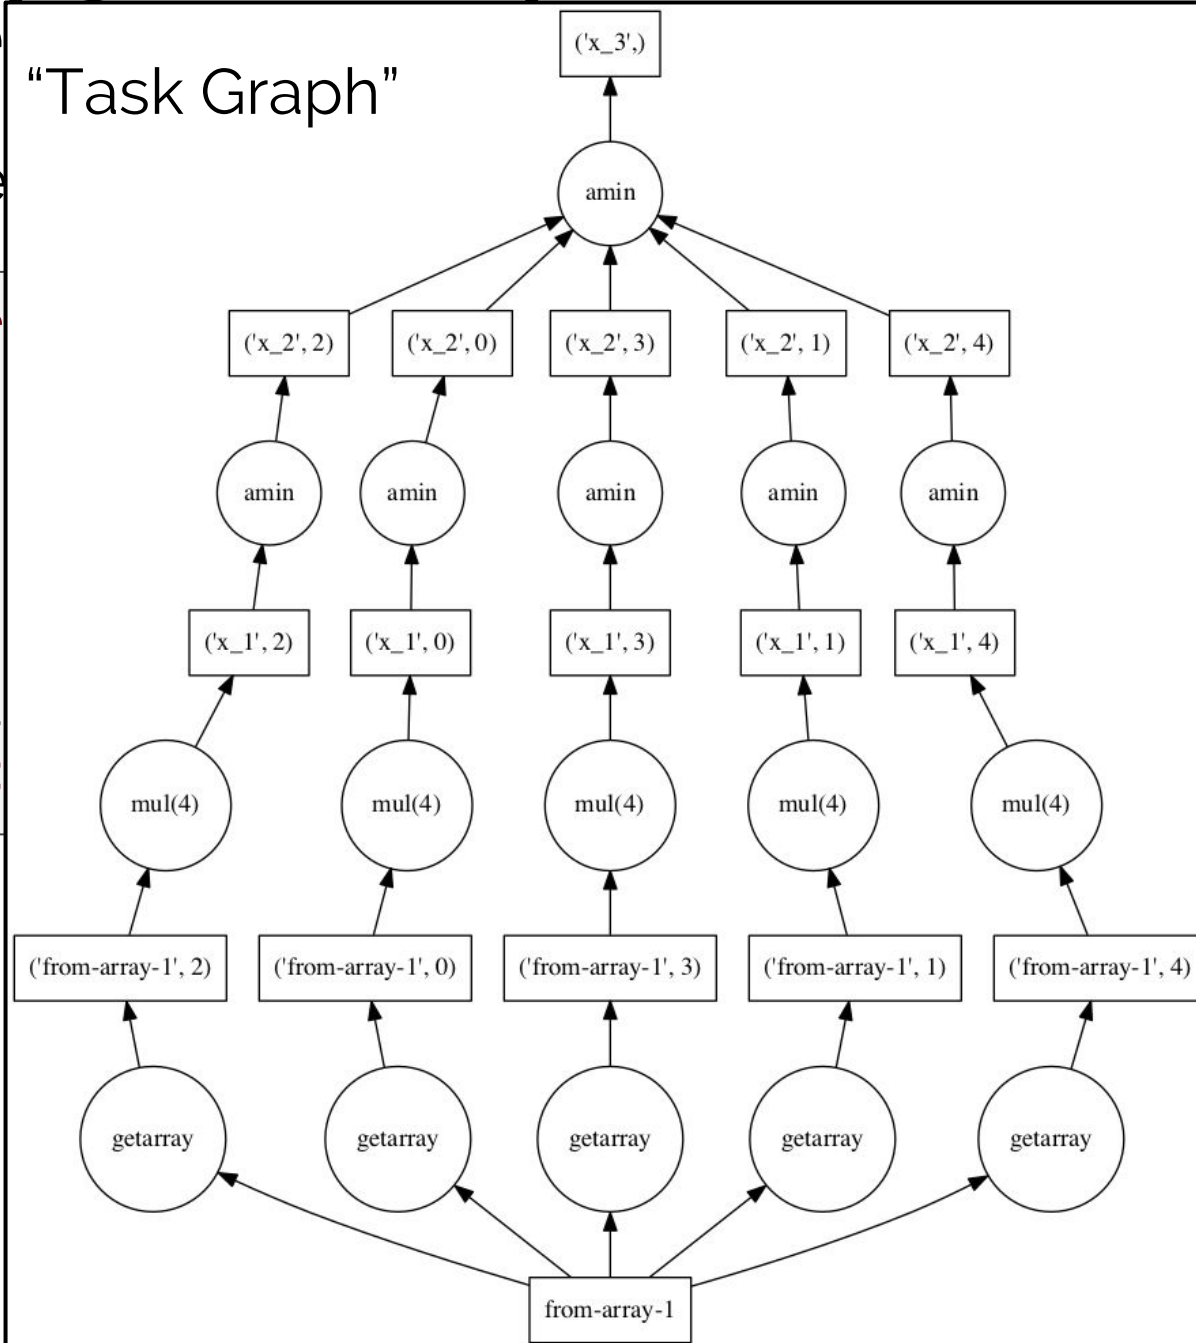 “Task Graph”
('x_3',)
amin
('x_2', 2) ('x_2', 0) ('x_2', 3) ('x_2', 1) ('x_2', 4)
amin amin amin amin amin
('x_1', 2) ('x_1', 0) ('x_1', 3) ('x_1', 1) ('x_1', 4)
mul(4) mul(4) mul(4) mul(4) mul(4)
('from-array-1', 2) ('from-array-1', 0) ('from-array-1', 3) ('from-array-1', 1) ('from-array-1', 4)
getarray getarray getarray getarray getarray
from-array-1